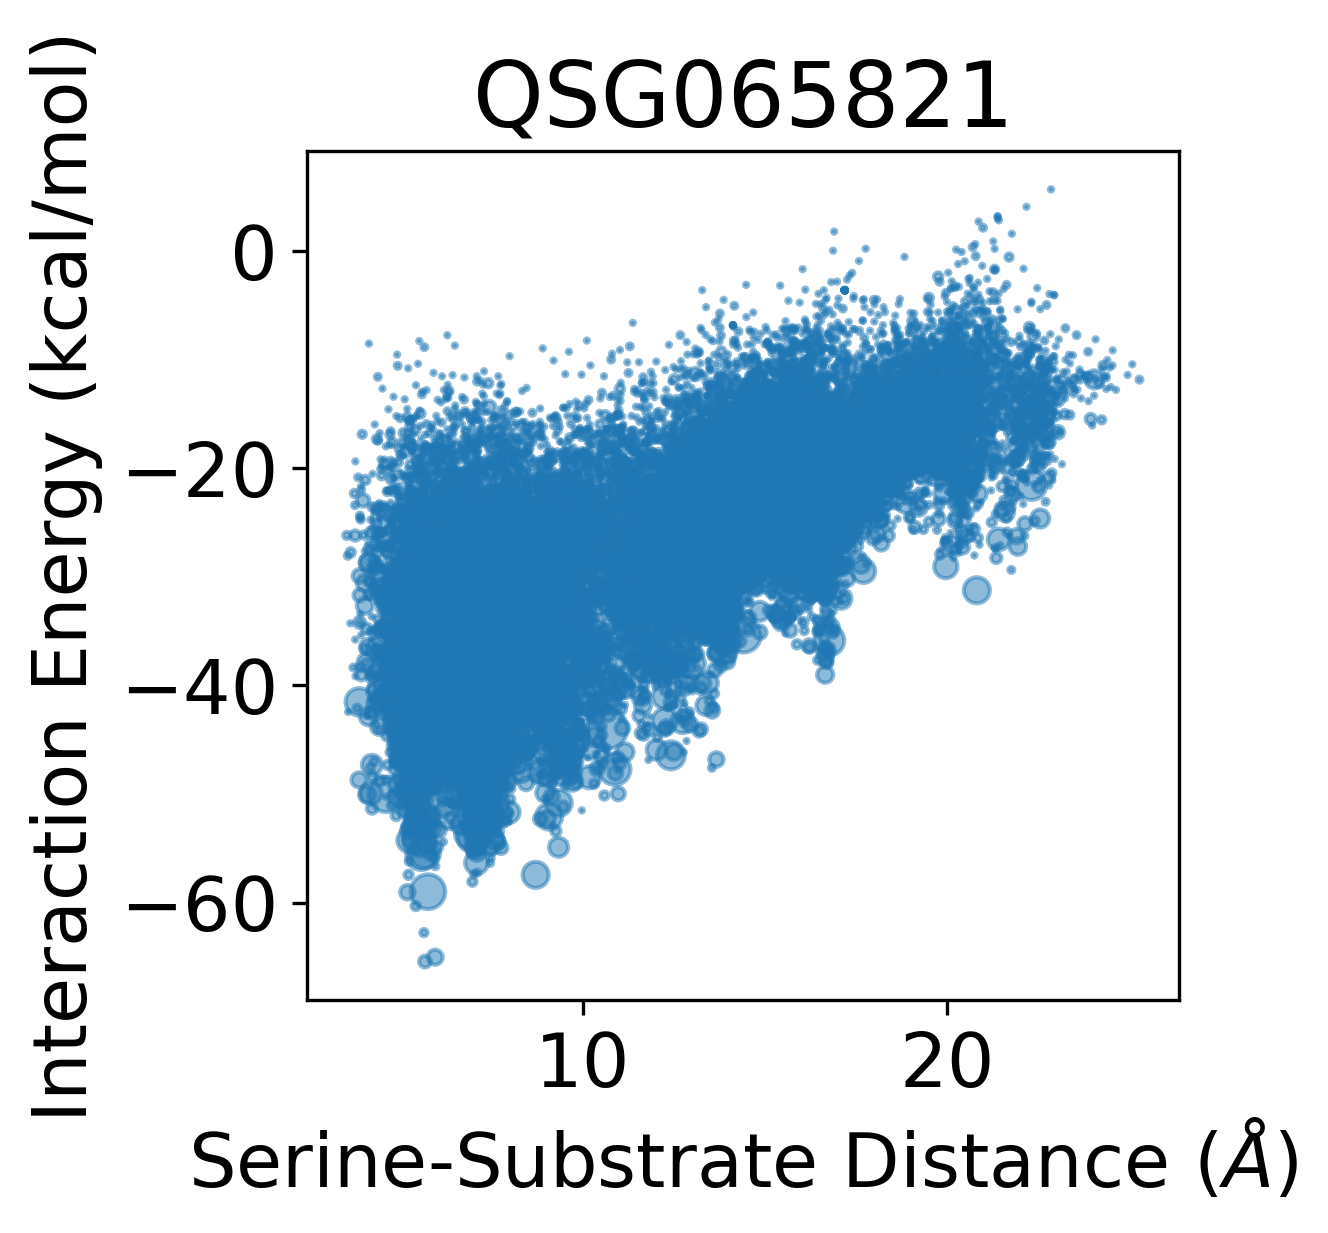 QSG065821
Interaction Energy (kcal/mol)
0
−20
−40
−60
10 20
Serine-Substrate Distance (Å)